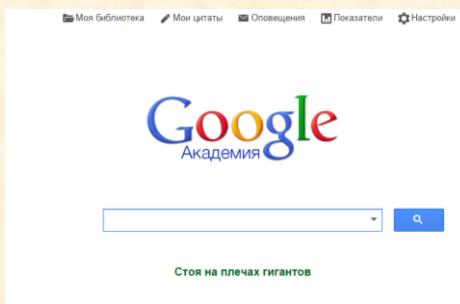 Моя библиотека Мои цитаты Оповещения Показатели Настройки
Google
Академия
Стоя на плечах гигантов